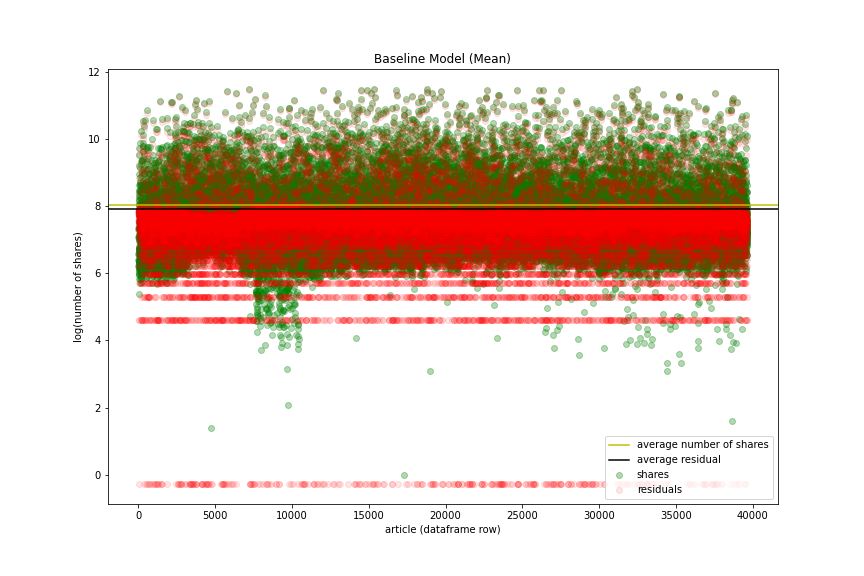 Baseline Model (Mean)
12
10
8
6
4
2
0
log(number of shares)
average number of shares
average residual
shares
residuals
0 5000 10000 15000 20000 25000 30000 35000 40000
article (dataframe row)